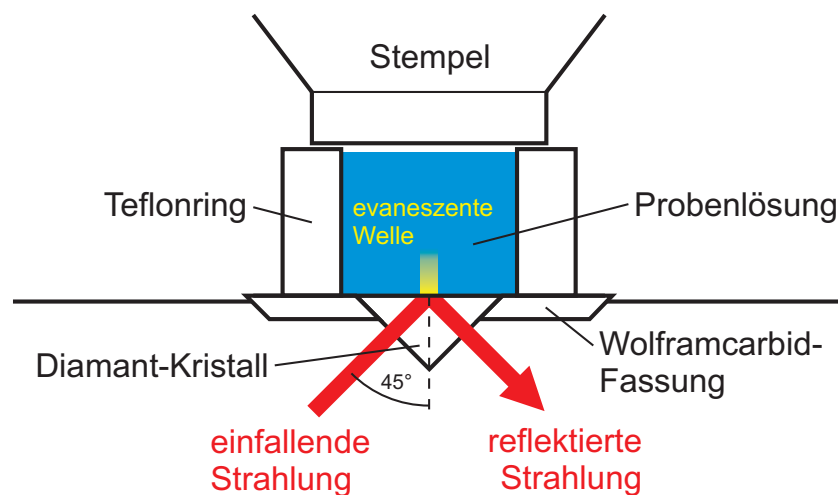 Stempel
Teflonring
evaneszente
Welle
Probenlösung
Diamant-Kristall
45°
Wolframcarbid-
Fassung
einfallende
Strahlung
reflektierte
Strahlung